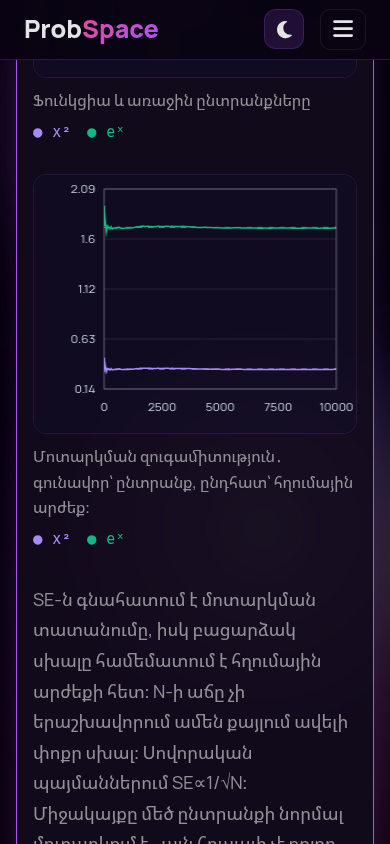 ProbSpace
Ֆունկցիա և առաջին ընտրանքները
x² eˣ
2.09
1.6
1.12
0.63
0.14
0 2500 5000 7500 10000
Մոտարկման զուգամիտություն․
գունավոր՝ ընտրանք, ընդհատ՝ հղումային
արժեք։
x² eˣ
SE-ն գնահատում է մոտարկման
տատանումը, իսկ բացարձակ
սխալը համեմատում է հղումային
արժեքի հետ։ N-ի աճը չի
երաշխավորում ամեն քայլում ավելի
փոքր սխալ։ Սովորական
պայմաններում SE∝1/√N։
Միջակայքը մեծ ընտրանքի նորմալ